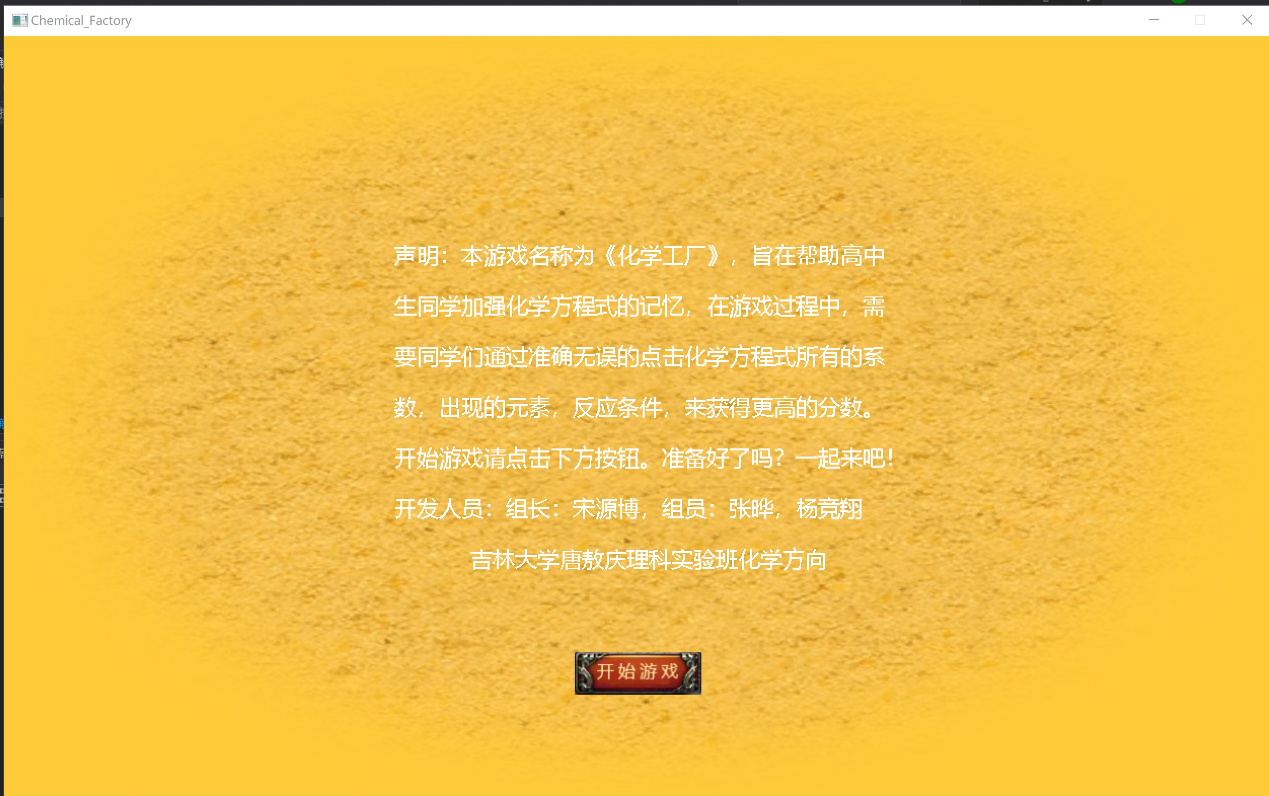 Chemical_Factory
声明：本游戏名称为《化学工厂》，旨在帮助高中
生同学加强化学方程式的记忆，在游戏过程中，需
要同学们通过准确无误的点击化学方程式所有的系
数，出现的元素，反应条件，来获得更高的分数。
开始游戏请点击下方按钮。准备好了吗？一起来吧！
开发人员：组长：宋源博，组员：张晔，杨竞翔
吉林大学唐敖庆理科实验班化学方向
开始游戏